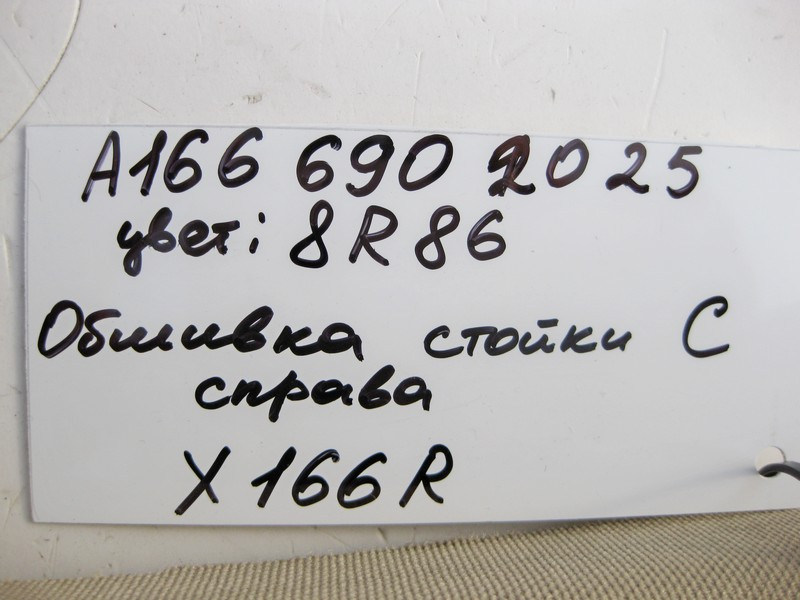 A166 690 2025
цвет: 8R86
Обшивка стойки C
справа
X166R